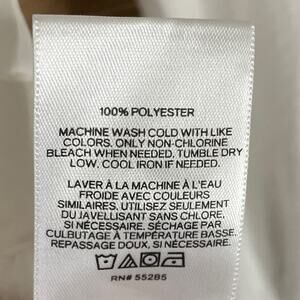 100% POLYESTER
MACHINE WASH COLD WITH LIKE
COLORS. ONLY NON-CHLORINE
BLEACH WHEN NEEDED. TUMBLE DRY
LOW. COOL IRON IF NEEDED.
LAVER À LA MACHINE À L'EAU
FROIDE AVEC COULEURS
SIMILAIRES. UTILISEZ SEULEMENT
DU JAVELLISANT SANS CHLORE,
SI NÉCESSAIRE. SÉCHAGE PAR
CULBUTAGE À TEMPÉRATURE BASSE.
REPASSAGE DOUX, SI NÉCESSAIRE.
RN# 55285